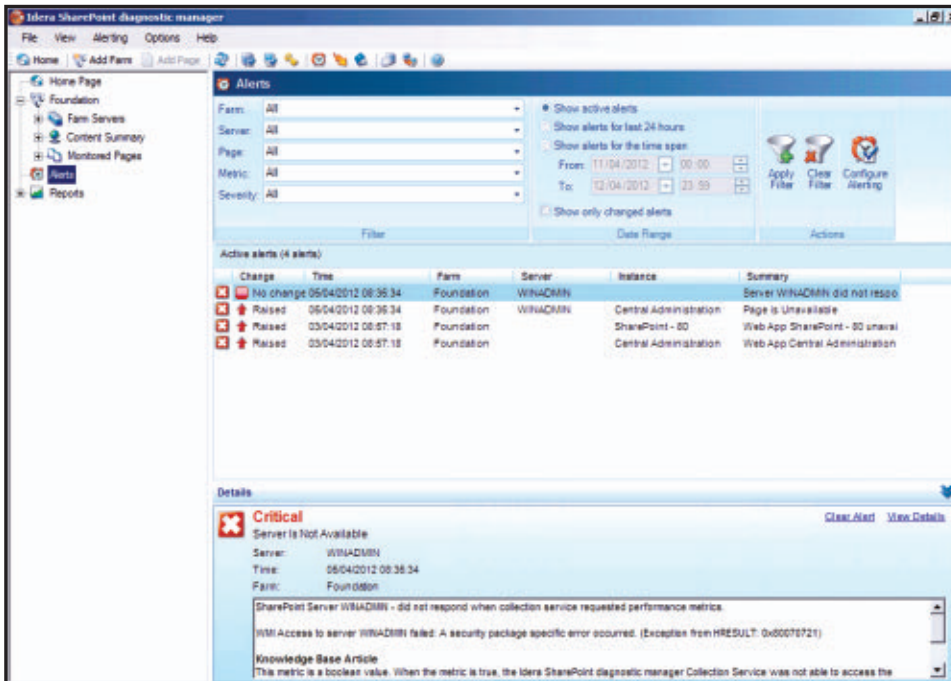 Idera SharePoint diagnostic manager
File View Alerting Options Help
Home Add Farm Add Page
Home Page
Foundation
Farm Servers
Content Summary
Monitored Pages
Alerts
Reports
Alerts
Farm: All
Server: All
Page: All
Metric: All
Severity: All
Filter
Show active alerts
Show alerts for last 24 hours
Show alerts for the time span
From: 11/04/2012 00:00
To: 12/04/2012 23:59
Show only changed alerts
Date Range
Apply Filter
Clear Filter
Configure Alerting
Actions
Active alerts (4 alerts)
Change Time Farm Server Instance Summary
No change 05/04/2012 08:36:34 Foundation WINADMIN Server WINADMIN did not respo
Raised 05/04/2012 08:36:34 Foundation WINADMIN Central Administration Page is Unavailable
Raised 03/04/2012 08:57:18 Foundation SharePoint - 80 Web App SharePoint - 80 unavai
Raised 03/04/2012 08:57:18 Foundation Central Administration Web App Central Administration
Details
Critical
Clear Alert View Details
Server Is Not Available
Server: WINADMIN
Time: 05/04/2012 08:36:34
Farm: Foundation
SharePoint Server WINADMIN - did not respond when collection service requested performance metrics.
WMI Access to server WINADMIN failed: A security package specific error occurred. (Exception from HRESULT: 0x80070721)
Knowledge Base Article
This metric is a boolean value. When the metric is true, the Idera SharePoint diagnostic manager Collection Service was not able to access the